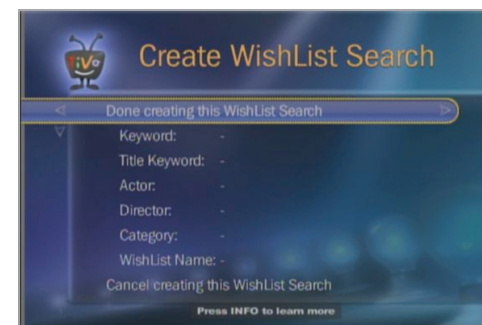 TiVo
Create WishList Search
Done creating this WishList Search
Keyword: -
Title Keyword: -
Actor: -
Director: -
Category: -
WishList Name: -
Cancel creating this WishList Search
Press INFO to learn more